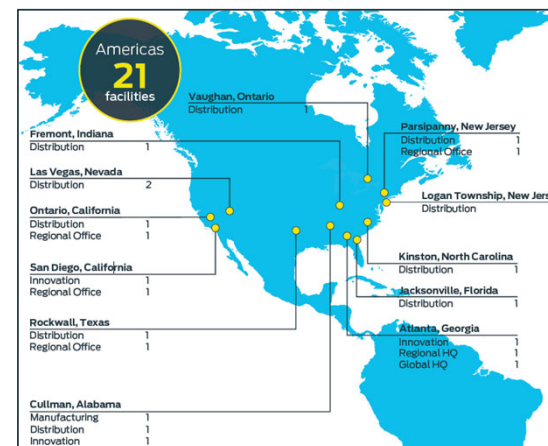 Americas
21
facilities
Vaughan, Ontario
Distribution 1
Fremont, Indiana
Distribution 1
Parsippany, New Jersey
Distribution 1
Regional Office 1
Las Vegas, Nevada
Distribution 2
Logan Township, New Jers
Distribution
Ontario, California
Distribution 1
Regional Office 1
Kinston, North Carolina
Distribution 1
San Diego, California
Innovation 1
Regional Office 1
Jacksonville, Florida
Distribution 1
Rockwall, Texas
Distribution 1
Regional Office 1
Atlanta, Georgia
Innovation 1
Regional HQ 1
Global HQ 1
Cullman, Alabama
Manufacturing 1
Distribution 1
Innovation 1